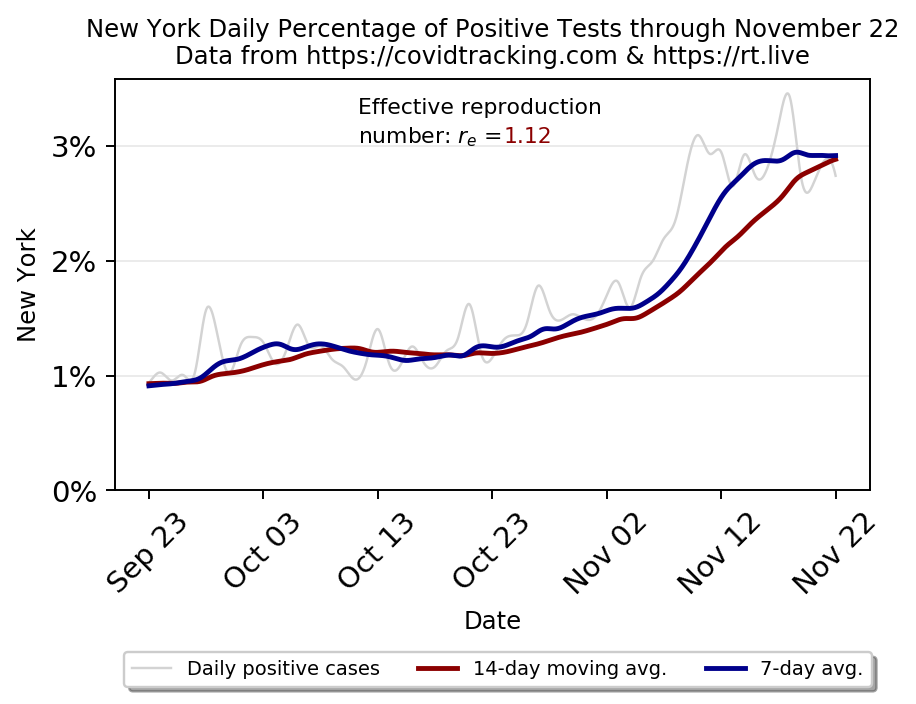 New York Daily Percentage of Positive Tests through November 22
Data from https://covidtracking.com & https://rt.live
Effective reproduction
number: rₑ =1.12
3%
2%
1%
0%
New York
Sep 23
Oct 03
Oct 13
Oct 23
Nov 02
Nov 12
Nov 22
Date
Daily positive cases
14-day moving avg.
7-day avg.